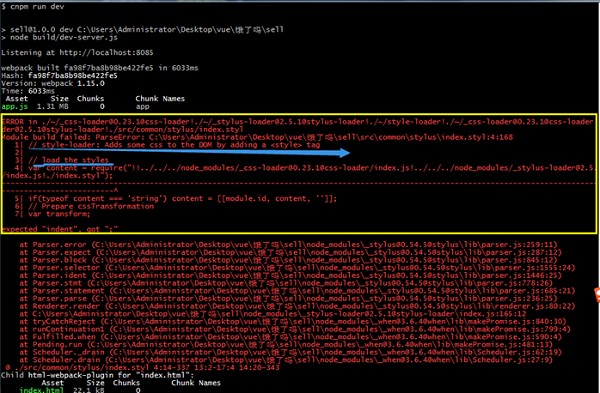 $ cnpm run dev
> sell@1.0.0 dev C:\Users\Administrator\Desktop\vue\饿了吗\sell
> node build/dev-server.js
Listening at http://localhost:8085
webpack built fa98f7ba8b98be422fe5 in 6033ms
Hash: fa98f7ba8b98be422fe5
Version: webpack 1.15.0
Time: 6033ms
Asset Size Chunks Chunk Names
app.js 1.31 MB 0 app
ERROR in ./~/_css-loader@0.23.10@css-loader!./~/_stylus-loader@2.5.10@stylus-loader!./~/style-loader!./~/_css-loader@0.23.10@css-loader!./~/_stylus-loa
der@2.5.10@stylus-loader!./src/common/stylus/index.styl
Module build failed: ParseError: C:\Users\Administrator\Desktop\vue\饿了吗\sell\src\common\stylus\index.styl:4:168
1| // style-loader: Adds some css to the DOM by adding a <style> tag
2|
3| // load the styles
4| var content = require("!!../../../node_modules/_css-loader@0.23.10@css-loader/index.js!../../../node_modules/_stylus-loader@2.5.
/index.js!./index.styl");
5| if(typeof content === 'string') content = [[module.id, content, '']];
6| // Prepare cssTransformation
7| var transform;
expected "indent", got ";"
at Parser.error (C:\Users\Administrator\Desktop\vue\饿了吗\sell\node_modules\_stylus@0.54.5@stylus\lib\parser.js:259:11)
at Parser.expect (C:\Users\Administrator\Desktop\vue\饿了吗\sell\node_modules\_stylus@0.54.5@stylus\lib\parser.js:287:12)
at Parser.block (C:\Users\Administrator\Desktop\vue\饿了吗\sell\node_modules\_stylus@0.54.5@stylus\lib\parser.js:845:12)
at Parser.selector (C:\Users\Administrator\Desktop\vue\饿了吗\sell\node_modules\_stylus@0.54.5@stylus\lib\parser.js:1555:24)
at Parser.ident (C:\Users\Administrator\Desktop\vue\饿了吗\sell\node_modules\_stylus@0.54.5@stylus\lib\parser.js:1446:25)
at Parser.stmt (C:\Users\Administrator\Desktop\vue\饿了吗\sell\node_modules\_stylus@0.54.5@stylus\lib\parser.js:778:26)
at Parser.statement (C:\Users\Administrator\Desktop\vue\饿了吗\sell\node_modules\_stylus@0.54.5@stylus\lib\parser.js:685:21)
at Parser.parse (C:\Users\Administrator\Desktop\vue\饿了吗\sell\node_modules\_stylus@0.54.5@stylus\lib\parser.js:236:25)
at Renderer.render (C:\Users\Administrator\Desktop\vue\饿了吗\sell\node_modules\_stylus@0.54.5@stylus\lib\renderer.js:80:22)
at C:\Users\Administrator\Desktop\vue\饿了吗\sell\node_modules\_stylus-loader@2.5.10@stylus-loader\index.js:165:12
at tryCatchReject (C:\Users\Administrator\Desktop\vue\饿了吗\sell\node_modules\_when@3.6.4@when\lib\makePromise.js:840:30)
at runContinuation1 (C:\Users\Administrator\Desktop\vue\饿了吗\sell\node_modules\_when@3.6.4@when\lib\makePromise.js:799:4)
at Fulfilled.when (C:\Users\Administrator\Desktop\vue\饿了吗\sell\node_modules\_when@3.6.4@when\lib\makePromise.js:590:4)
at Pending.run (C:\Users\Administrator\Desktop\vue\饿了吗\sell\node_modules\_when@3.6.4@when\lib\makePromise.js:481:13)
at Scheduler._drain (C:\Users\Administrator\Desktop\vue\饿了吗\sell\node_modules\_when@3.6.4@when\lib\Scheduler.js:62:19)
at Scheduler.drain (C:\Users\Administrator\Desktop\vue\饿了吗\sell\node_modules\_when@3.6.4@when\lib\Scheduler.js:27:9)
@ ./src/common/stylus/index.styl 4:14-337 13:2-17:4 14:20-343
Child html-webpack-plugin for "index.html":
Asset Size Chunks Chunk Names
index.html 22.1 kB 0